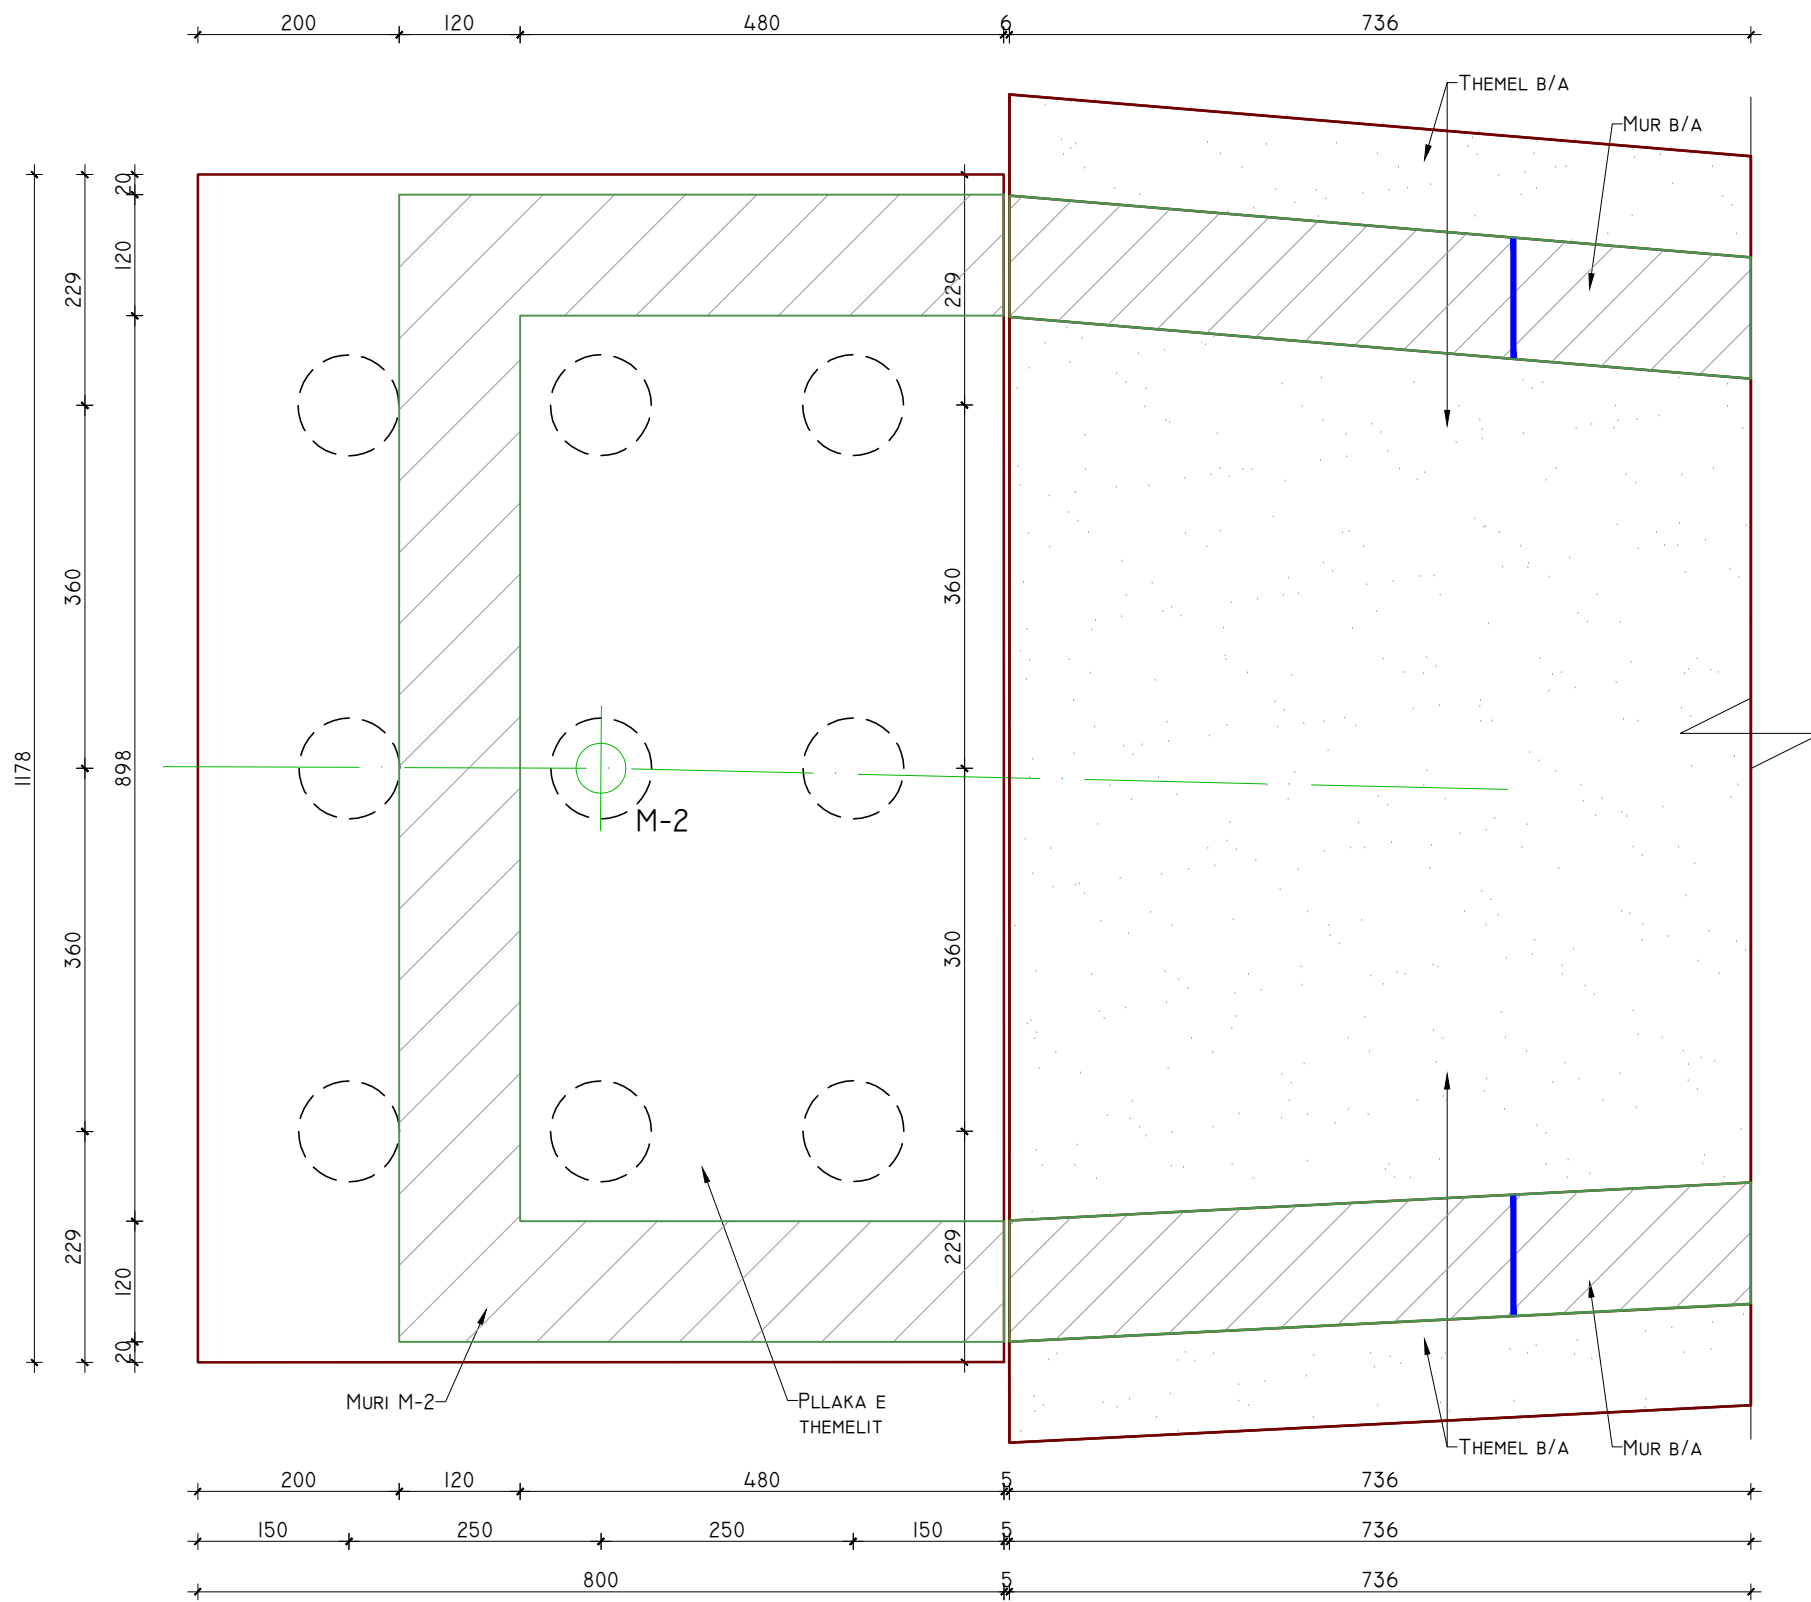 200 120 480 6 736
THEMEL B/A
MUR B/A
20
120
229
229
360
360
1178
898
M-2
360
360
229
229
120
20
MURI M-2
PLLAKA E
THEMELIT
THEMEL B/A
MUR B/A
200 120 480 5 736
150 250 250 150 5 736
800 5 736